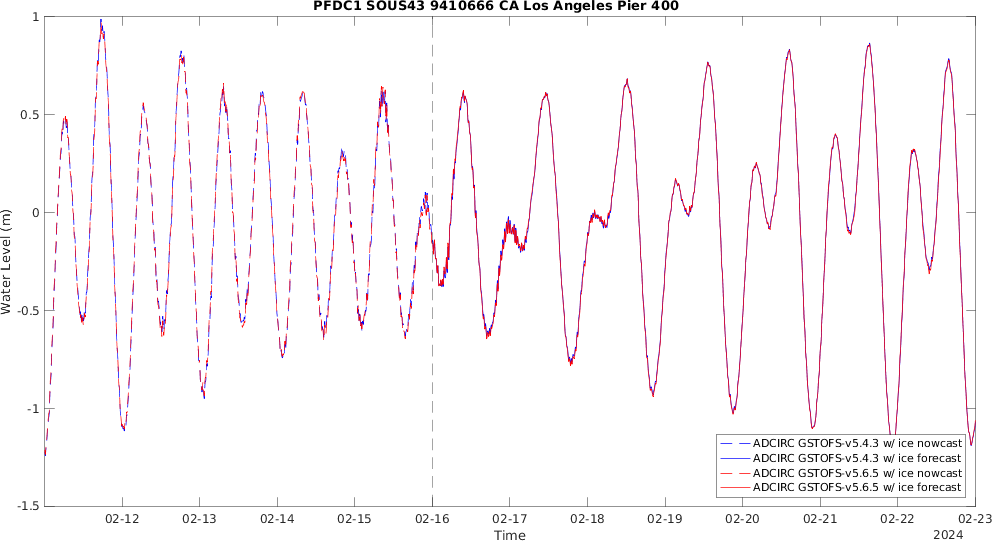 PFDC1 SOUS43 9410666 CA Los Angeles Pier 400
1
0.5
0
-0.5
-1
-1.5
Water Level (m)
ADCIRC GSTOFS-v5.4.3 w/ ice nowcast
ADCIRC GSTOFS-v5.4.3 w/ ice forecast
ADCIRC GSTOFS-v5.6.5 w/ ice nowcast
ADCIRC GSTOFS-v5.6.5 w/ ice forecast
02-12 02-13 02-14 02-15 02-16 02-17 02-18 02-19 02-20 02-21 02-22 02-23
Time
2024